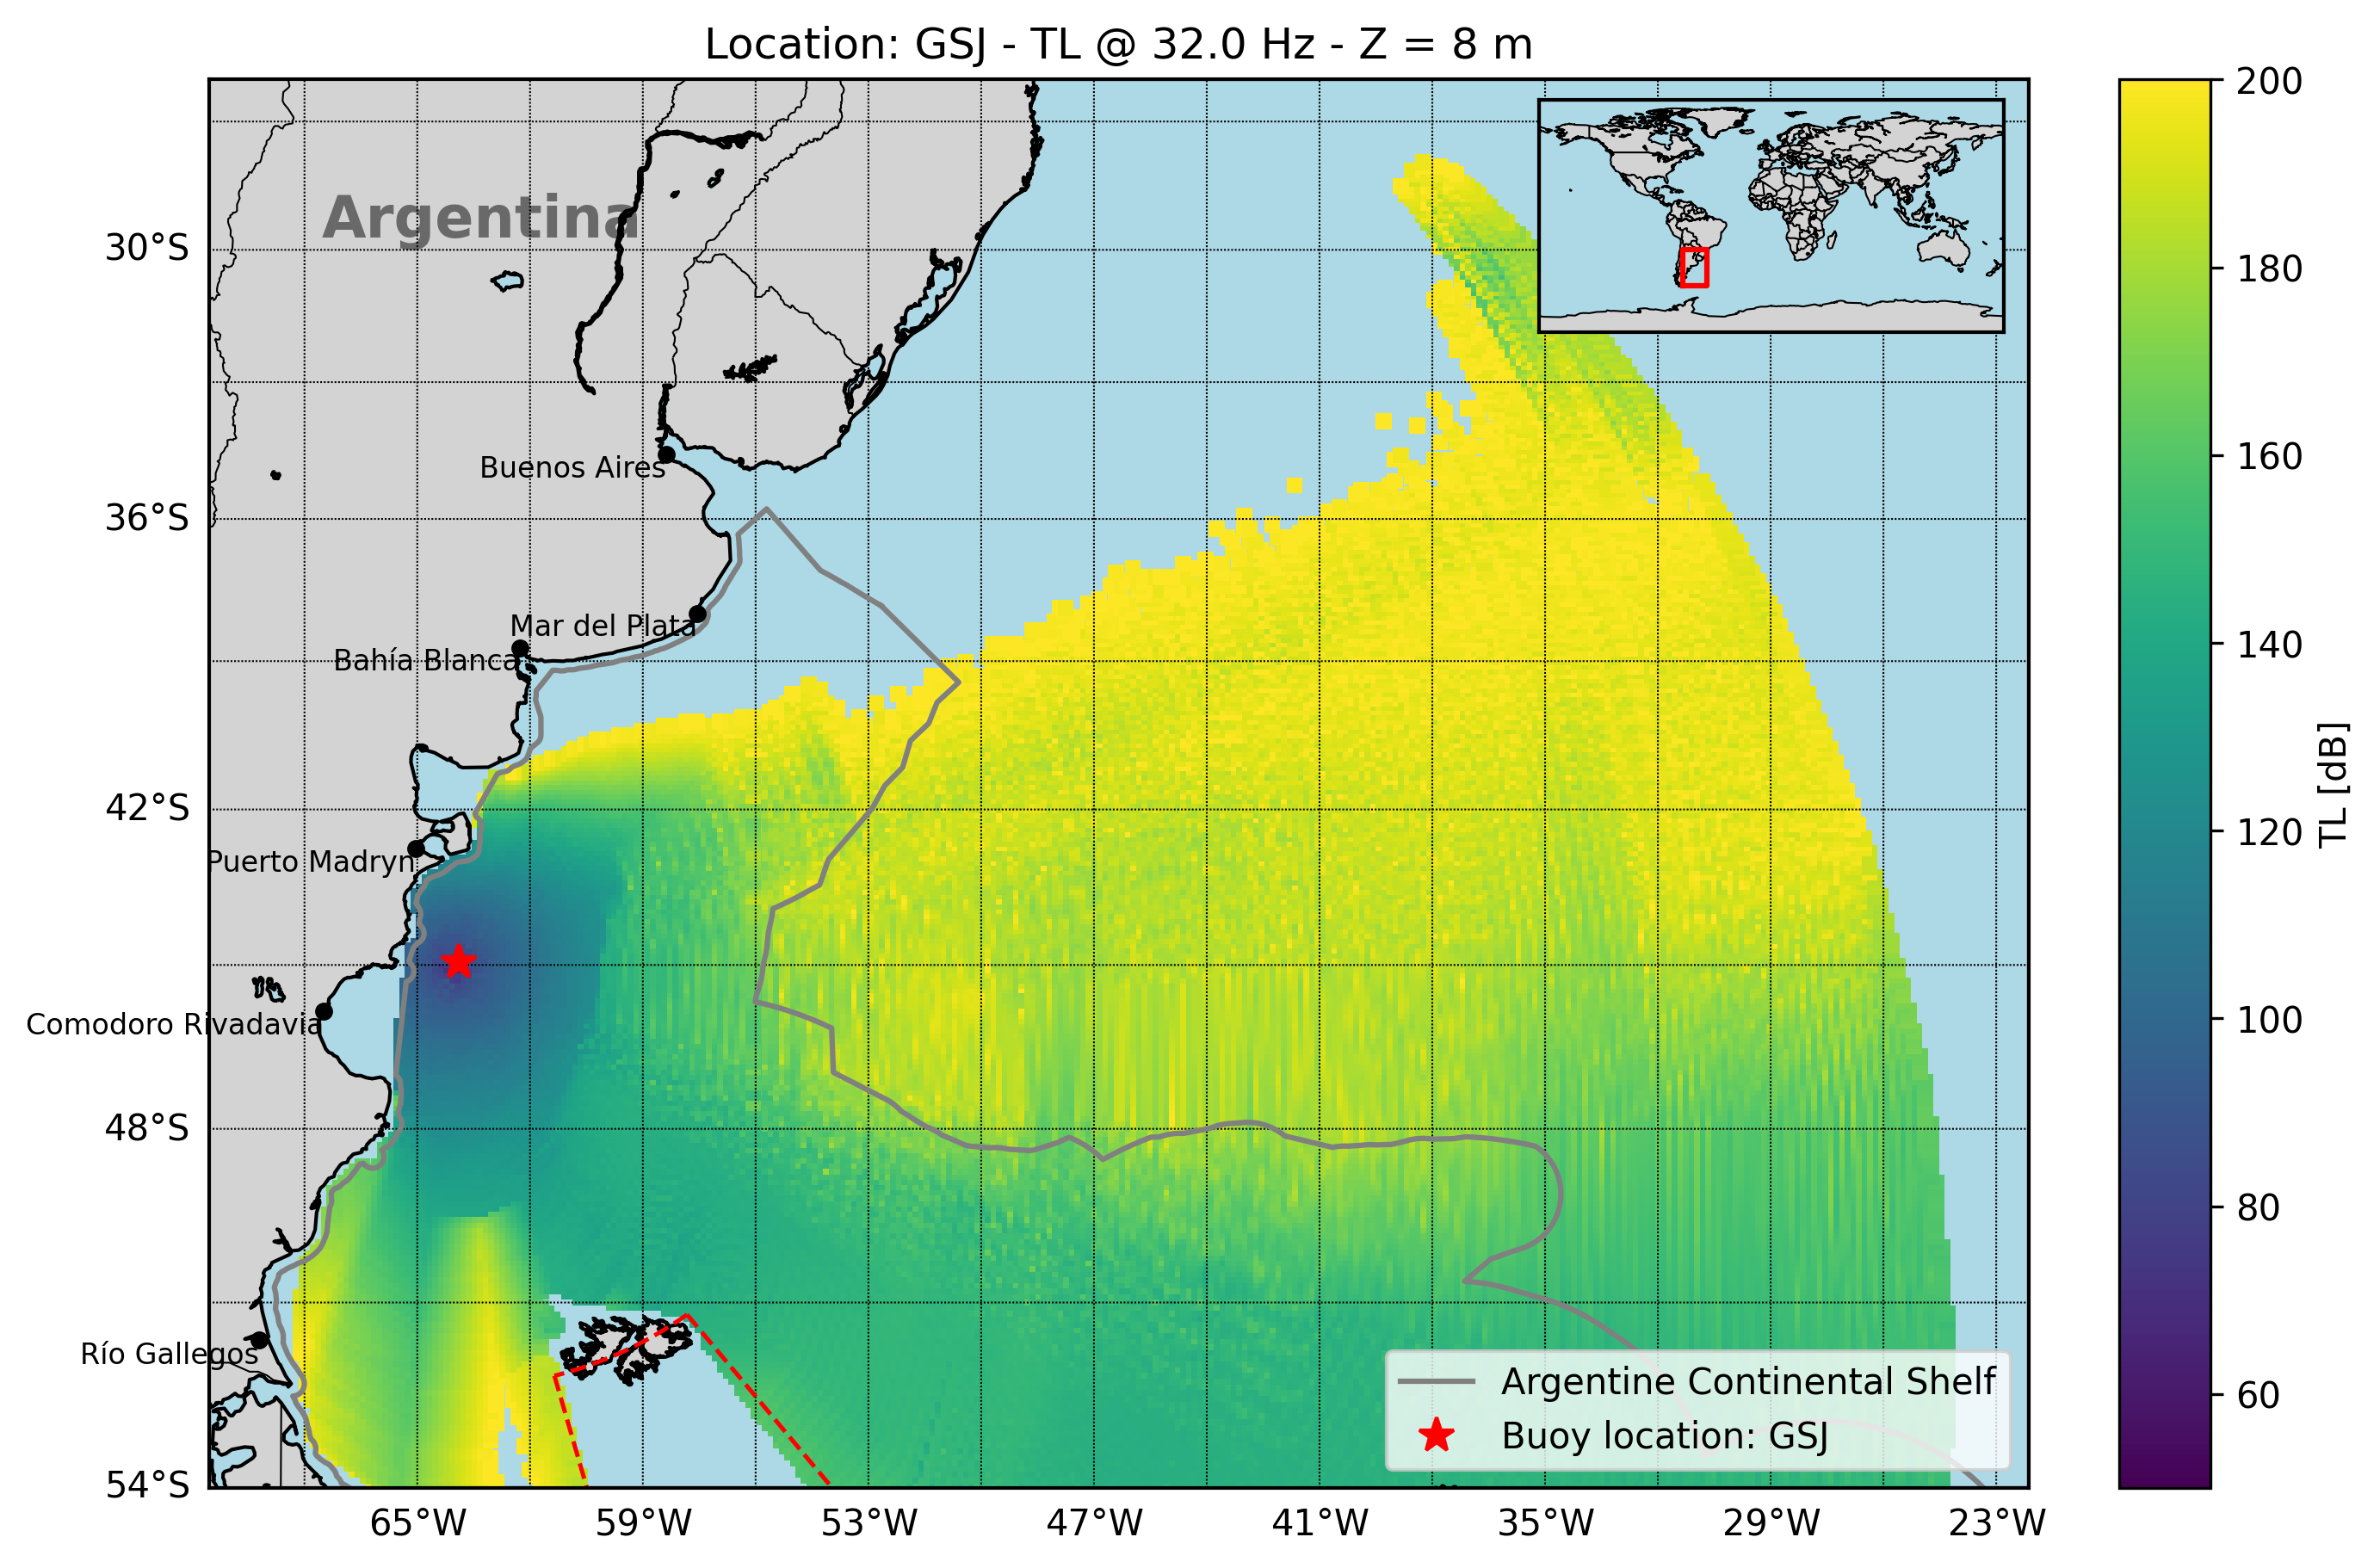 Location: GSJ - TL @ 32.0 Hz - Z = 8 m
Argentina
Buenos Aires
Mar del Plata
Bahía Blanca
Puerto Madryn
Comodoro Rivadavia
Río Gallegos
30°S
36°S
42°S
48°S
54°S
65°W
59°W
53°W
47°W
41°W
35°W
29°W
23°W
Argentine Continental Shelf
Buoy location: GSJ
200
180
160
140
120
100
80
60
TL [dB]